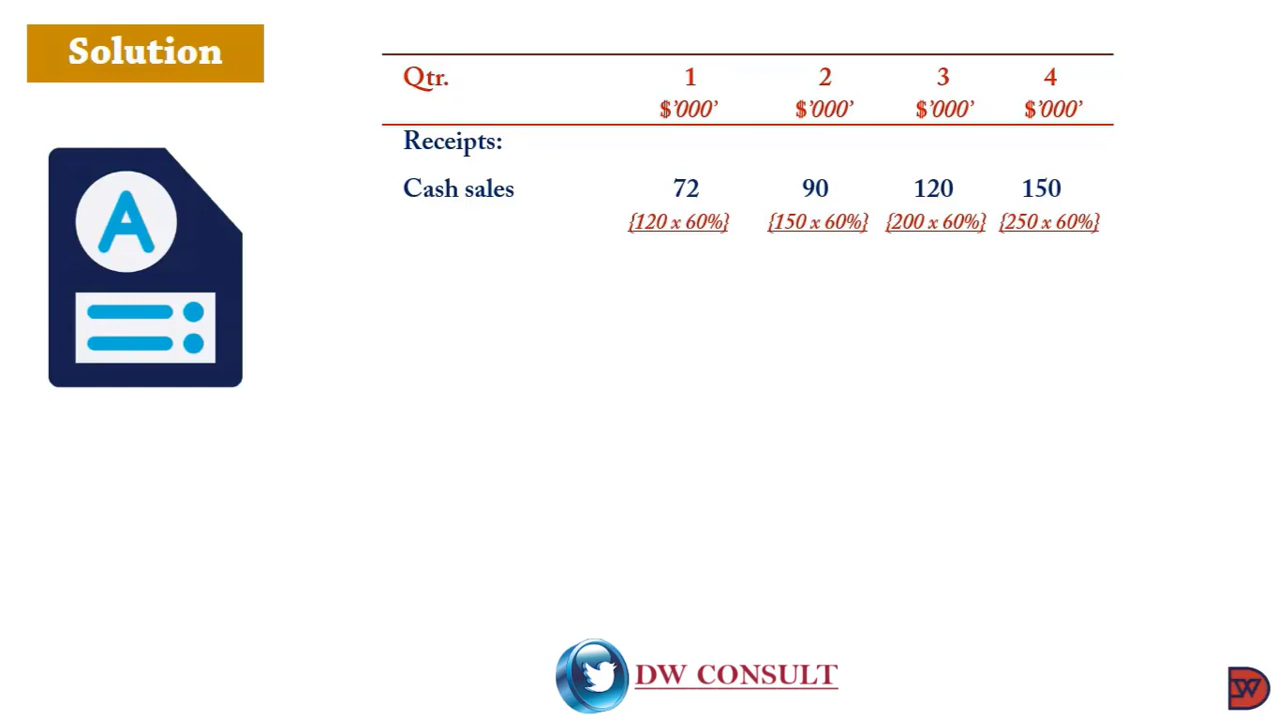 Solution
Qtr. 1 2 3 4
$'000' $'000' $'000' $'000'
Receipts:
Cash sales 72 90 120 150
{120 x 60%} {150 x 60%} {200 x 60%} {250 x 60%}
A
DW CONSULT
DW